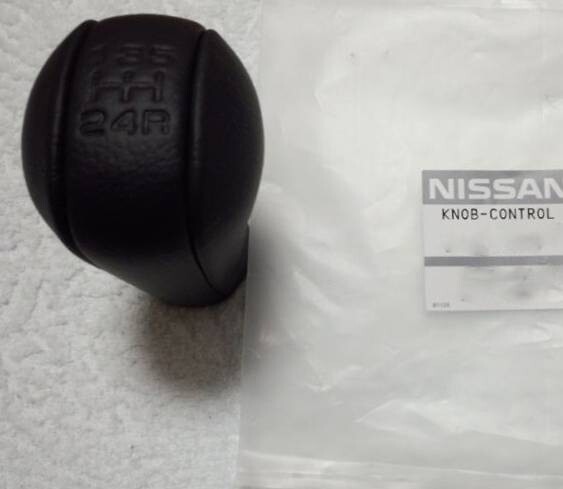 135
24R
NISSAN
KNOB-CONTROL